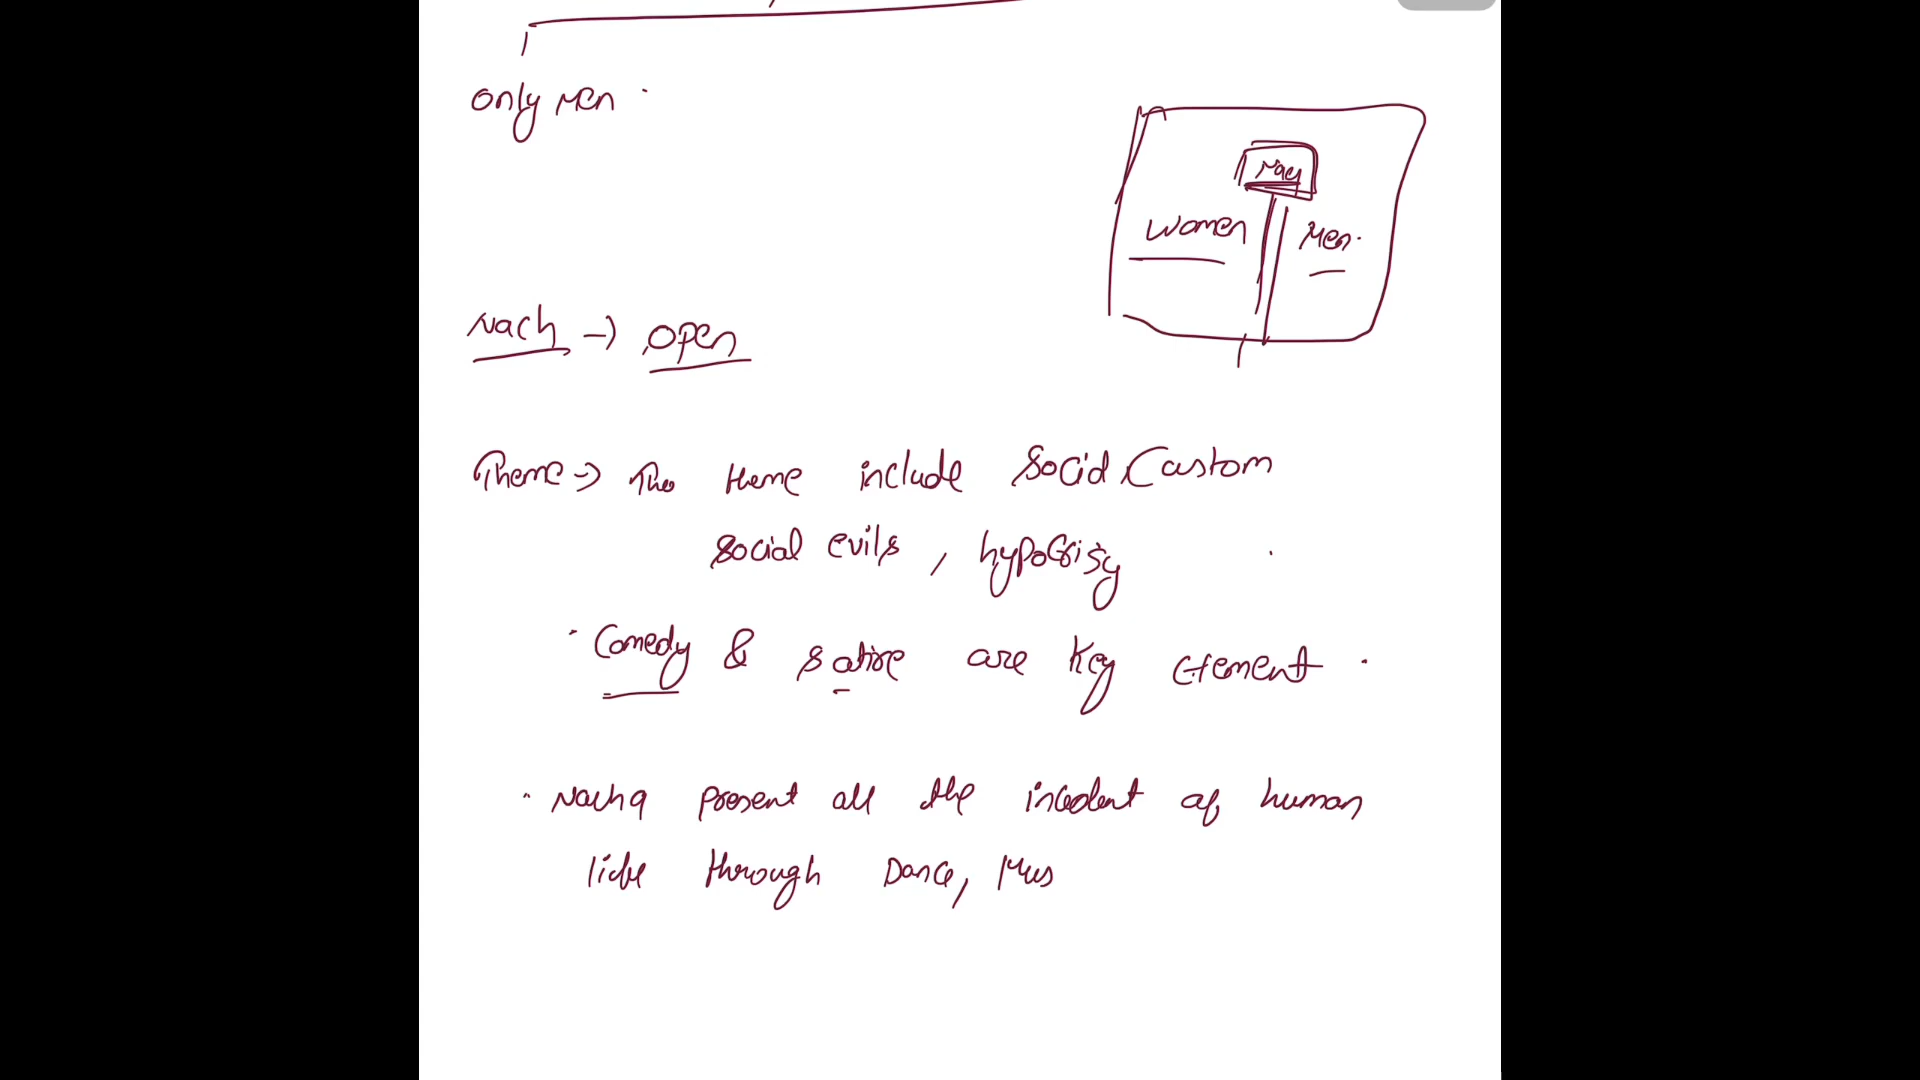 only Men
Women Men
Nach → open
Theme → The theme include Social Custom
social evils, hypocrisy
· Comedy & satire are key element ·
· Nacha present all the incident of human
life through Dance, Mus